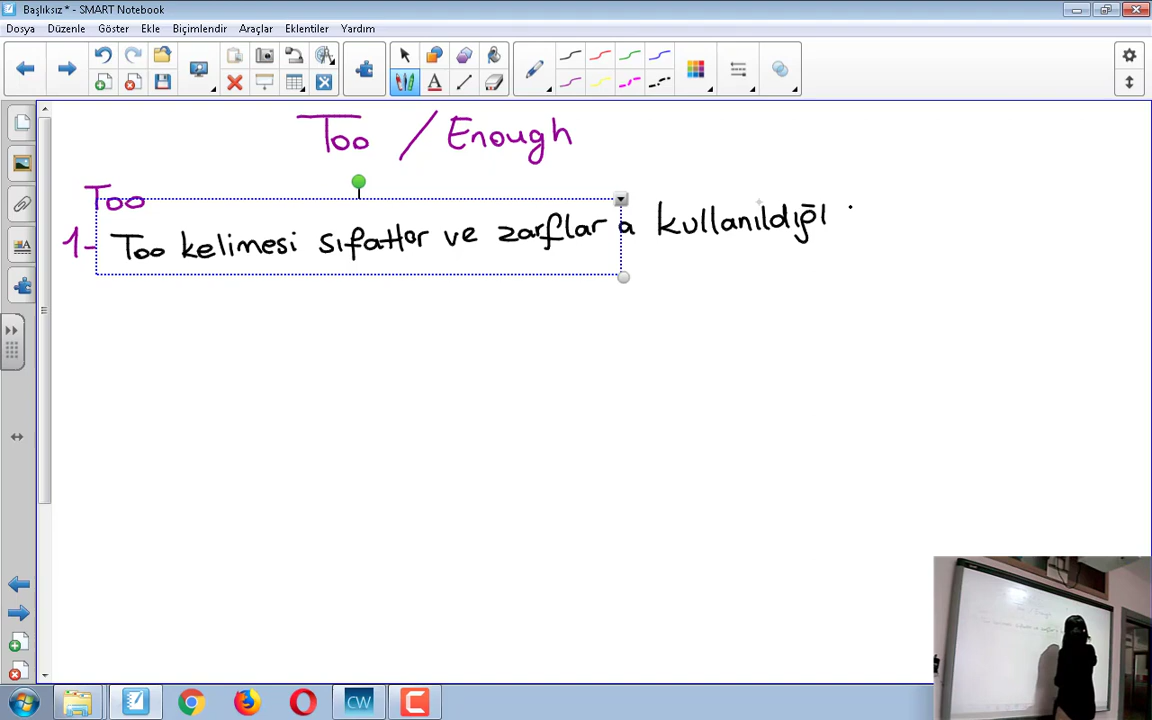 Başlıksız * - SMART Notebook
Dosya Düzenle Göster Ekle Biçimlendir Araçlar Eklentiler Yardım
Too / Enough
Too
1- Too kelimesi sıfatlar ve zarflar a kullanıldığı
CW